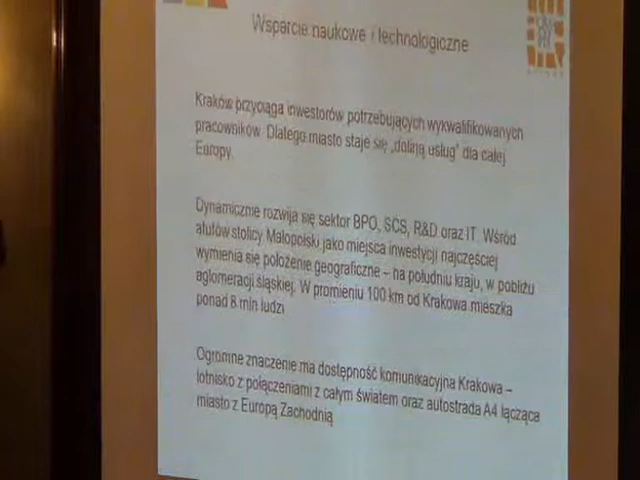 Wsparcie naukowe i technologiczne
Kraków przyciąga inwestorów potrzebujących wykwalifikowanych
pracowników. Dlatego miasto staje się „doliną usług" dla całej
Europy.
Dynamicznie rozwija się sektor BPO, SCS, R&D oraz IT. Wśród
atutów stolicy Małopolski jako miejsca inwestycji najczęściej
wymienia się położenie geograficzne – na południu kraju, w pobliżu
aglomeracji śląskiej. W promieniu 100 km od Krakowa mieszka
ponad 8 mln ludzi
Ogromne znaczenie ma dostępność komunikacyjna Krakowa –
lotnisko z połączeniami z całym światem oraz autostrada A4 łącząca
miasto z Europą Zachodnią